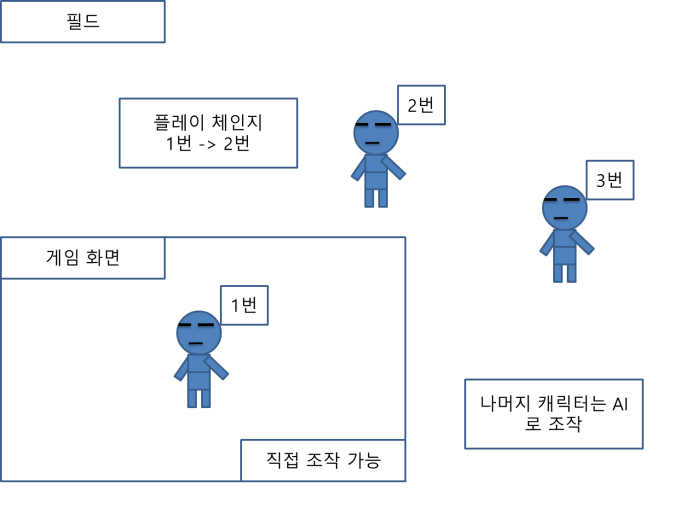 필드
플레이 체인지
1번 -> 2번
2번
3번
게임 화면
1번
나머지 캐릭터는 AI
로 조작
직접 조작 가능